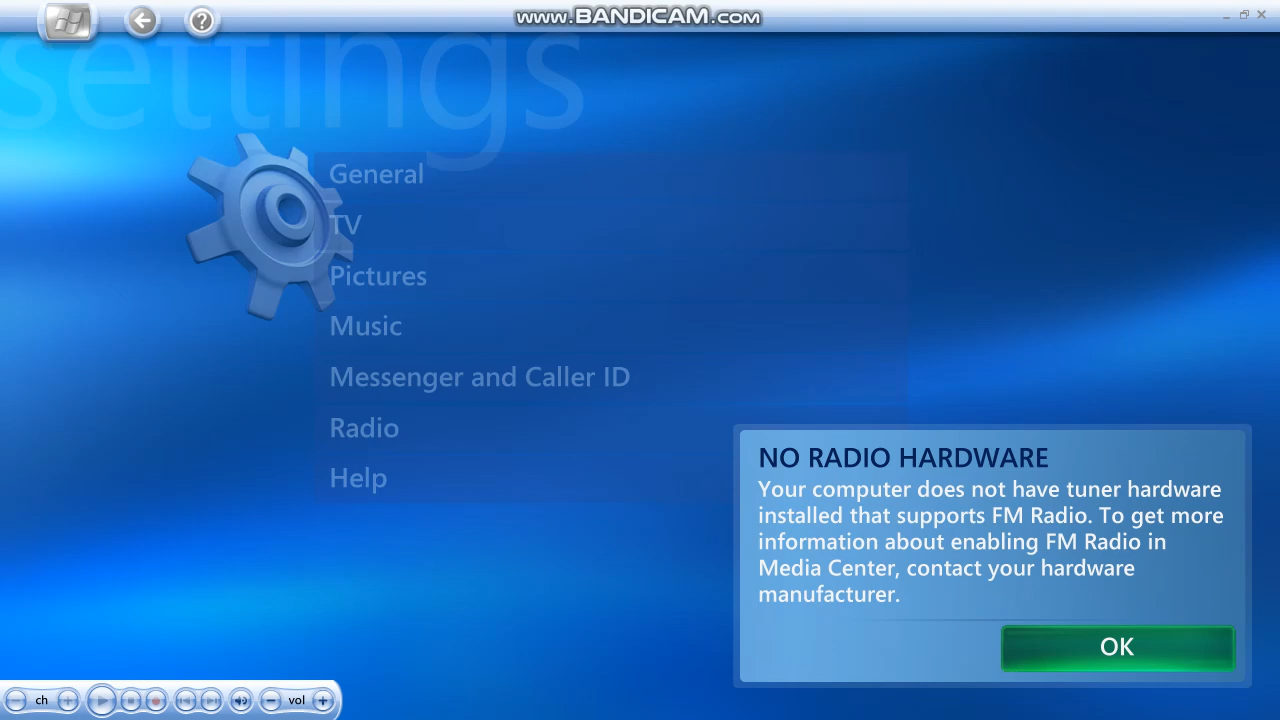 www.BANDICAM.com
settings
General
TV
Pictures
Music
Messenger and Caller ID
Radio
Help
NO RADIO HARDWARE
Your computer does not have tuner hardware
installed that supports FM Radio. To get more
information about enabling FM Radio in
Media Center, contact your hardware
manufacturer.
OK
ch
vol